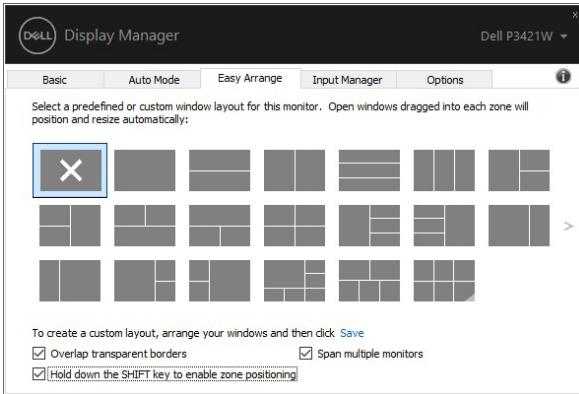 DELL Display Manager
x
Dell P3421W
Basic Auto Mode Easy Arrange Input Manager Options
Select a predefined or custom window layout for this monitor. Open windows dragged into each zone will
position and resize automatically:
>
To create a custom layout, arrange your windows and then click Save
Overlap transparent borders Span multiple monitors
Hold down the SHIFT key to enable zone positioning